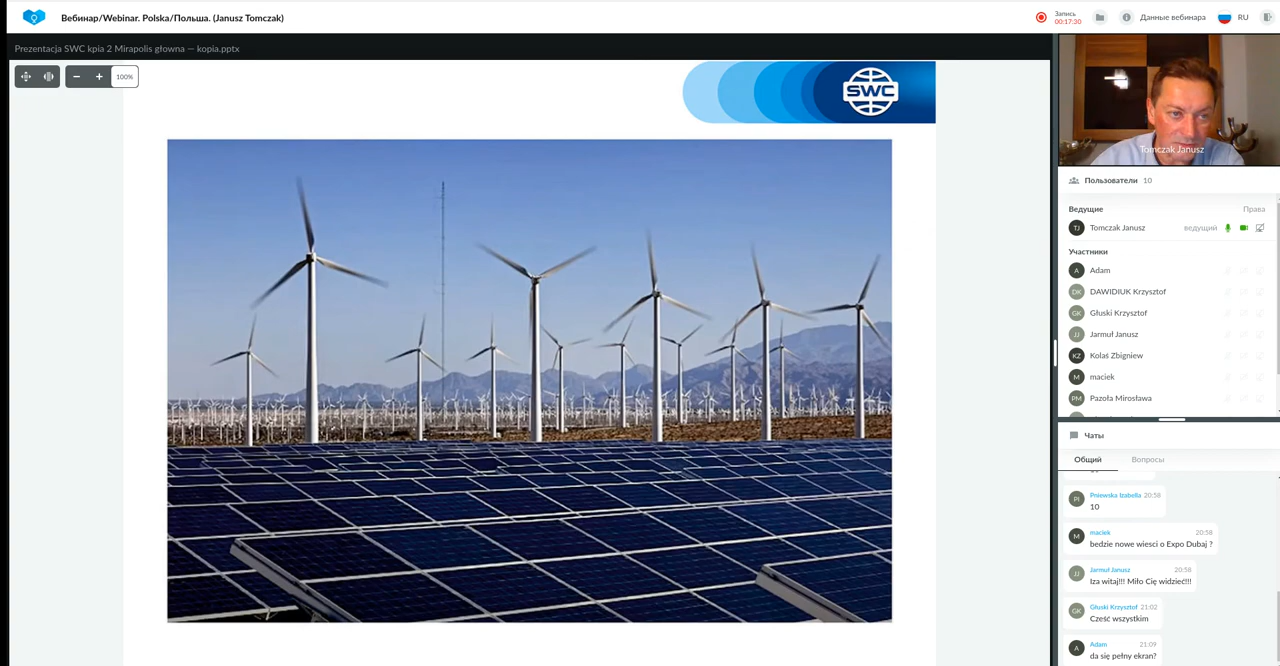 Вебинар/Webinar. Polska/Польша. (Janusz Tomczak)
Запись
00:17:30
Данные вебинара
RU
Prezentacja SWC kpia 2 Mirapolis głowna — kopia.pptx
100%
SWC
Tomczak Janusz
Пользователи 10
Ведущие Права
TJ Tomczak Janusz ведущий
Участники
A Adam
DK DAWIDIUK Krzysztof
GK Głuski Krzysztof
JJ Jarmuł Janusz
KZ Kolaś Zbigniew
M maciek
PM Pazoła Mirosława
Чаты
Общий Вопросы
PI Pniewska Izabella 20:58
10
M maciek 20:58
bedzie nowe wiesci o Expo Dubaj ?
JJ Jarmuł Janusz 20:58
Iza witaj!!! Miło Cię widzieć!!!
GK Głuski Krzysztof 21:02
Cześć wszystkim
A Adam 21:09
da się pełny ekran?